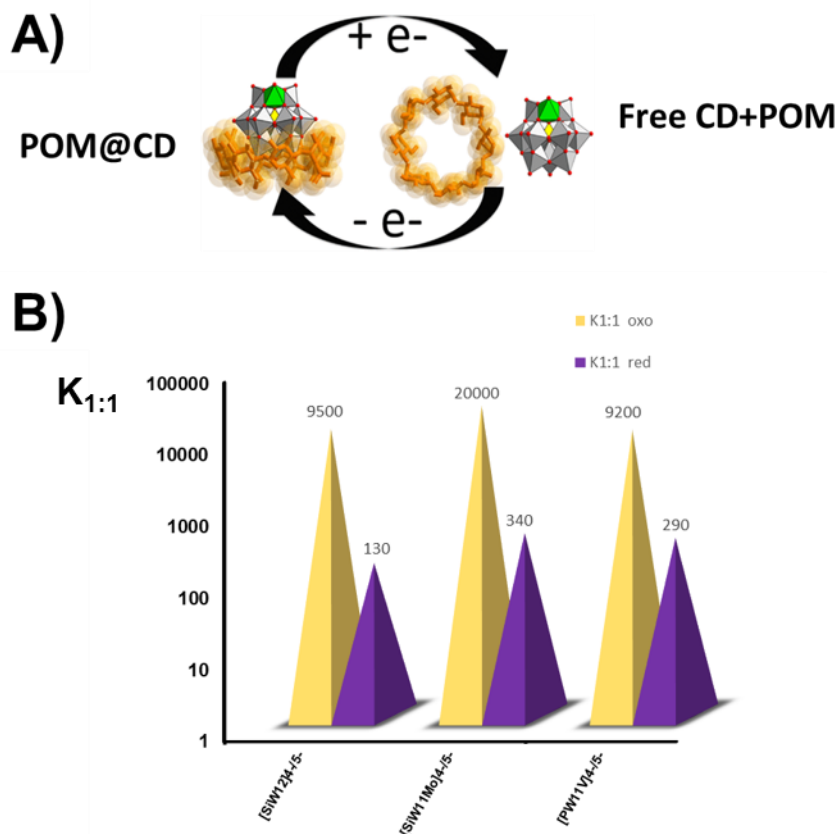 A)
+ e-
POM@CD
Free CD+POM
- e-
B)
K1:1 oxo
K1:1 red
K1:1
100000
10000
1000
100
10
1
9500
130
20000
340
9200
290
[SiW12]4-/5-
[SiW11Mo]4-/5-
[PW11V]4-/5-